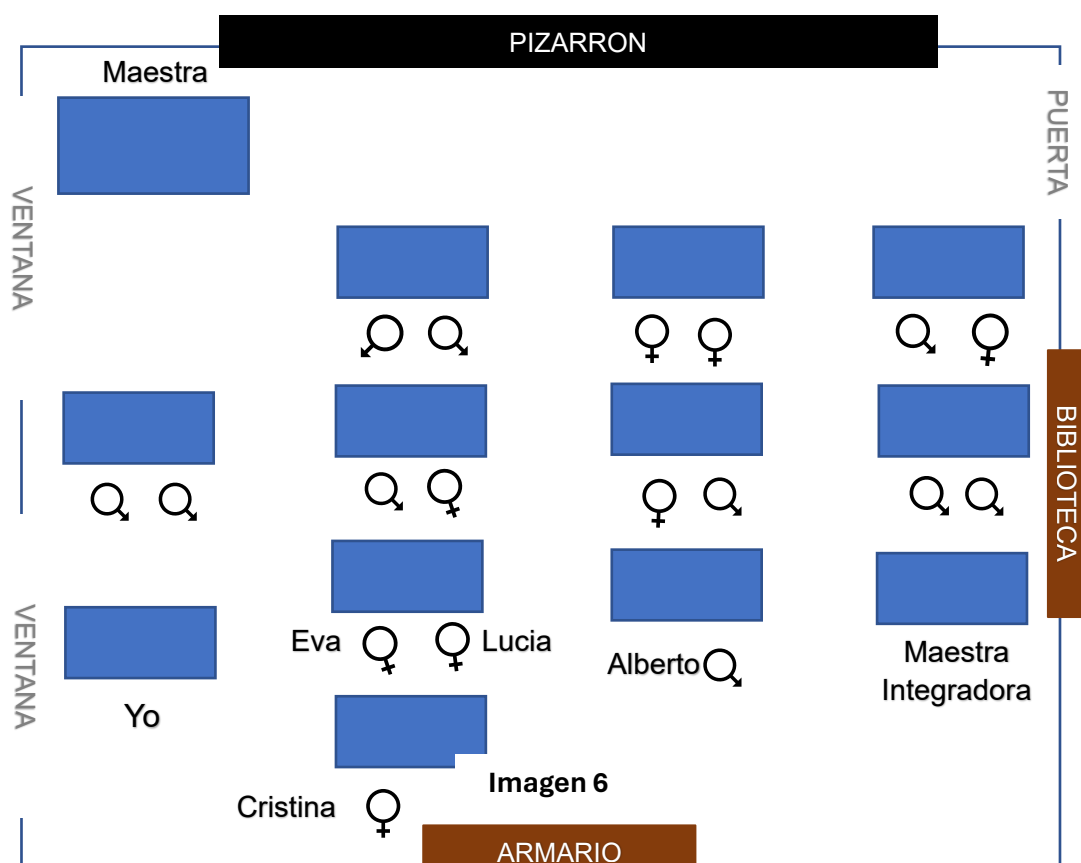 PIZARRON
Maestra
PUERTA
VENTANA
BIBLIOTECA
VENTANA
Eva
Lucia
Alberto
Maestra
Integradora
Yo
Imagen 6
Cristina
ARMARIO